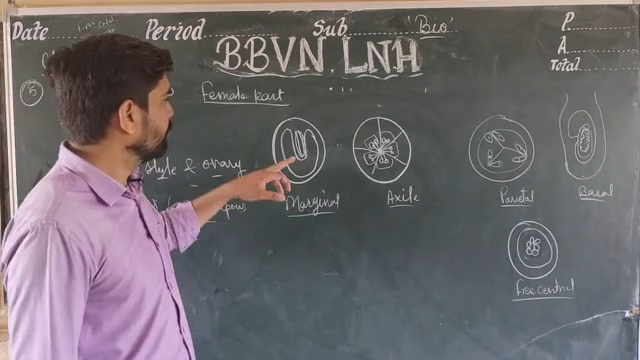 Date
Period
Sub Bio
P.
A.
Total
BBVN LNH
5
Female part
style & ovary
Marginal
Axile
Parietal
Basal
Free central